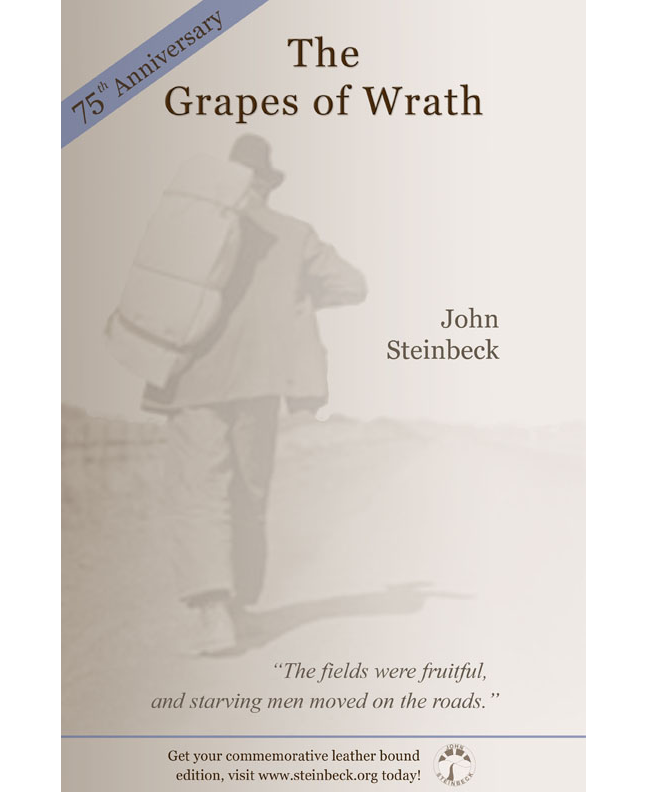 75th Anniversary
The
Grapes of Wrath
John
Steinbeck
“The fields were fruitful,
and starving men moved on the roads.”
Get your commemorative leather bound
edition, visit www.steinbeck.org today!
JOHN
STEINBECK